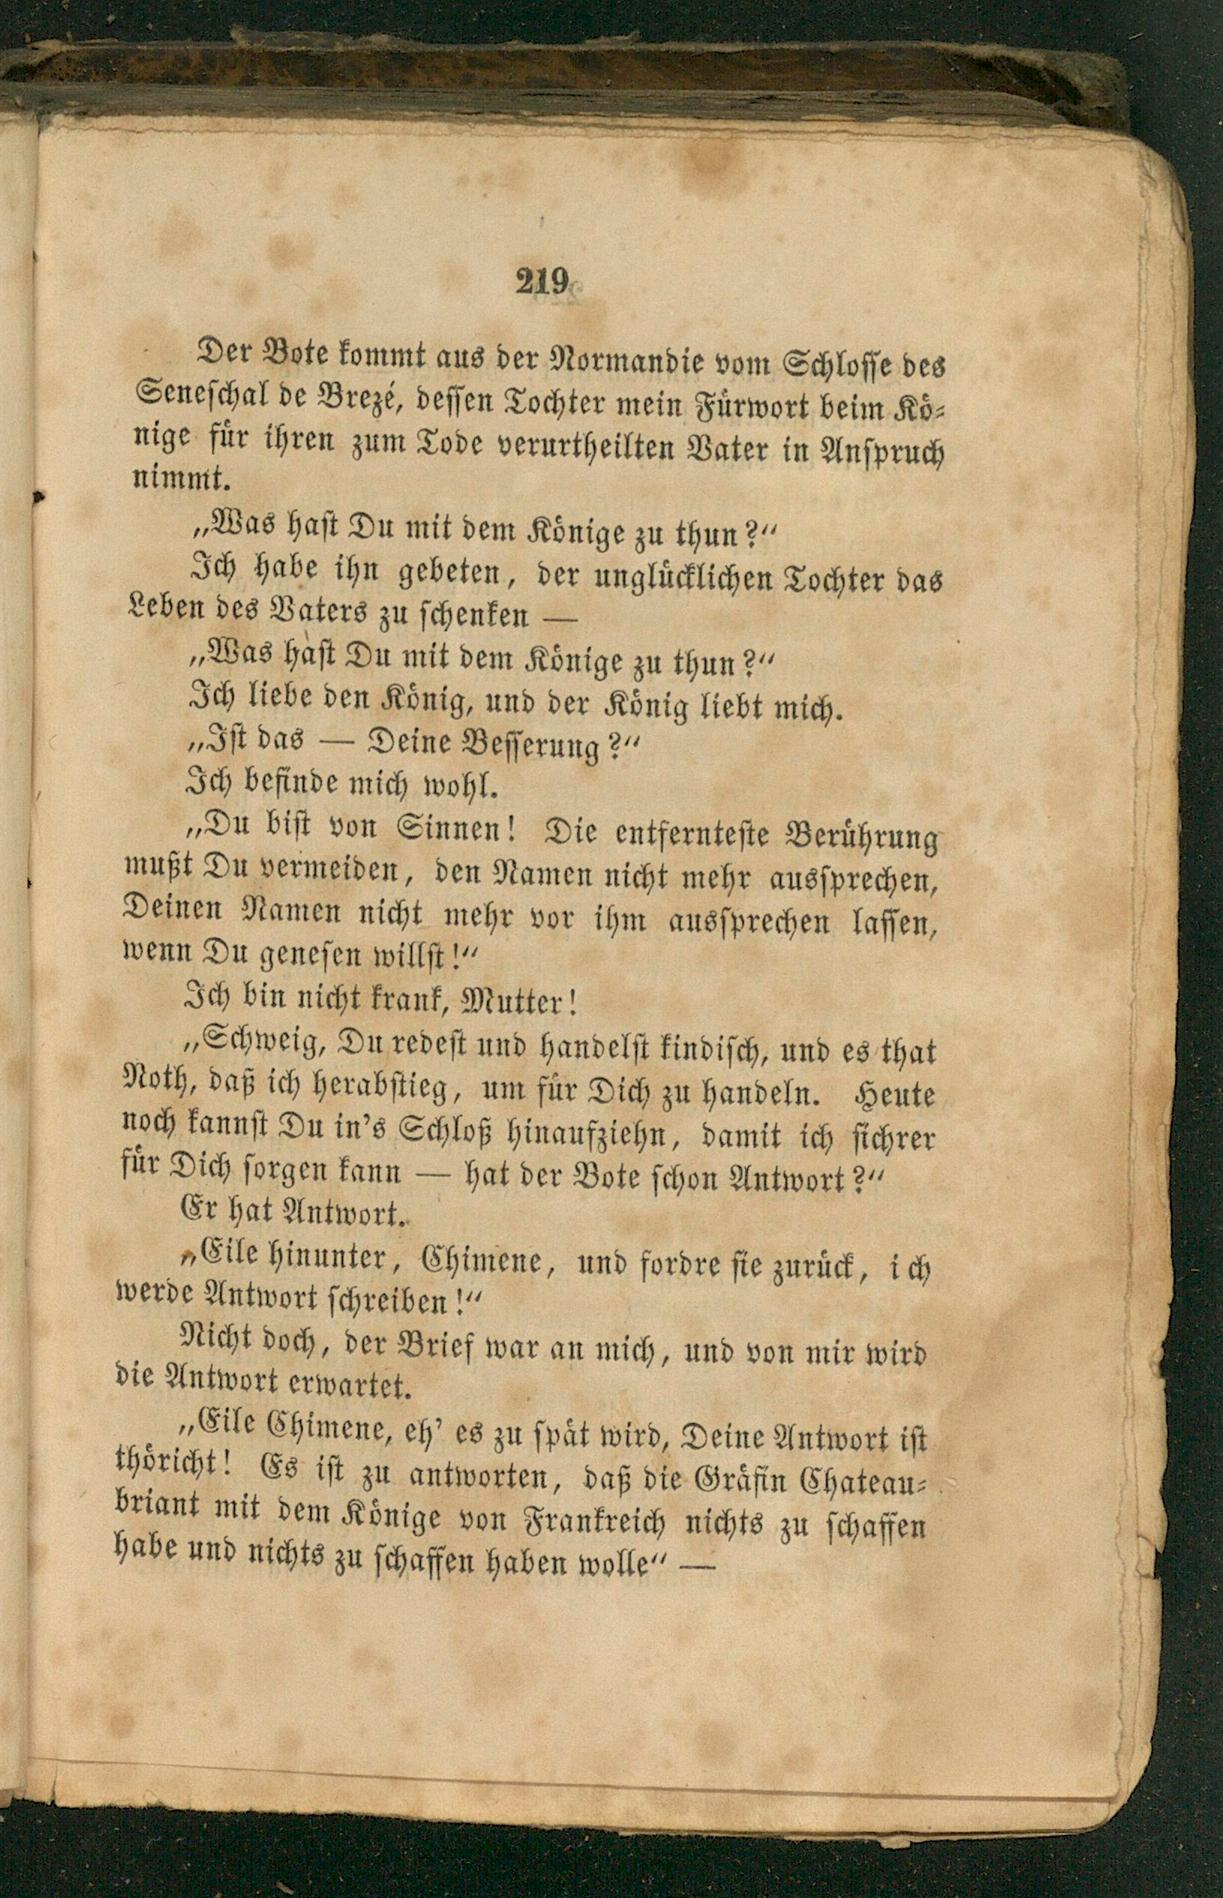 219
Der Bote kommt aus der Normandie vom Schlosse des
Seneschal de Brezé, dessen Tochter mein Fürwort beim Kö-
nige für ihren zum Tode verurtheilten Vater in Anspruch
nimmt.
„Was hast Du mit dem Könige zu thun?“
Ich habe ihn gebeten, der unglücklichen Tochter das
Leben des Vaters zu schenken —
„Was hast Du mit dem Könige zu thun?“
Ich liebe den König, und der König liebt mich.
„Ist das — Deine Besserung?“
Ich befinde mich wohl.
„Du bist von Sinnen! Die entfernteste Berührung
mußt Du vermeiden, den Namen nicht mehr aussprechen,
Deinen Namen nicht mehr vor ihm aussprechen lassen,
wenn Du genesen willst!“
Ich bin nicht krank, Mutter!
„Schweig, Du redest und handelst kindisch, und es that
Noth, daß ich herabstieg, um für Dich zu handeln. Heute
noch kannst Du in's Schloß hinaufziehn, damit ich sichrer
für Dich sorgen kann — hat der Bote schon Antwort?“
Er hat Antwort.
„Eile hinunter, Chimene, und fordre sie zurück, ich
werde Antwort schreiben!“
Nicht doch, der Brief war an mich, und von mir wird
die Antwort erwartet.
„Eile Chimene, eh' es zu spät wird, Deine Antwort ist
thöricht! Es ist zu antworten, daß die Gräfin Chateau-
briant mit dem Könige von Frankreich nichts zu schaffen
habe und nichts zu schaffen haben wolle“ —